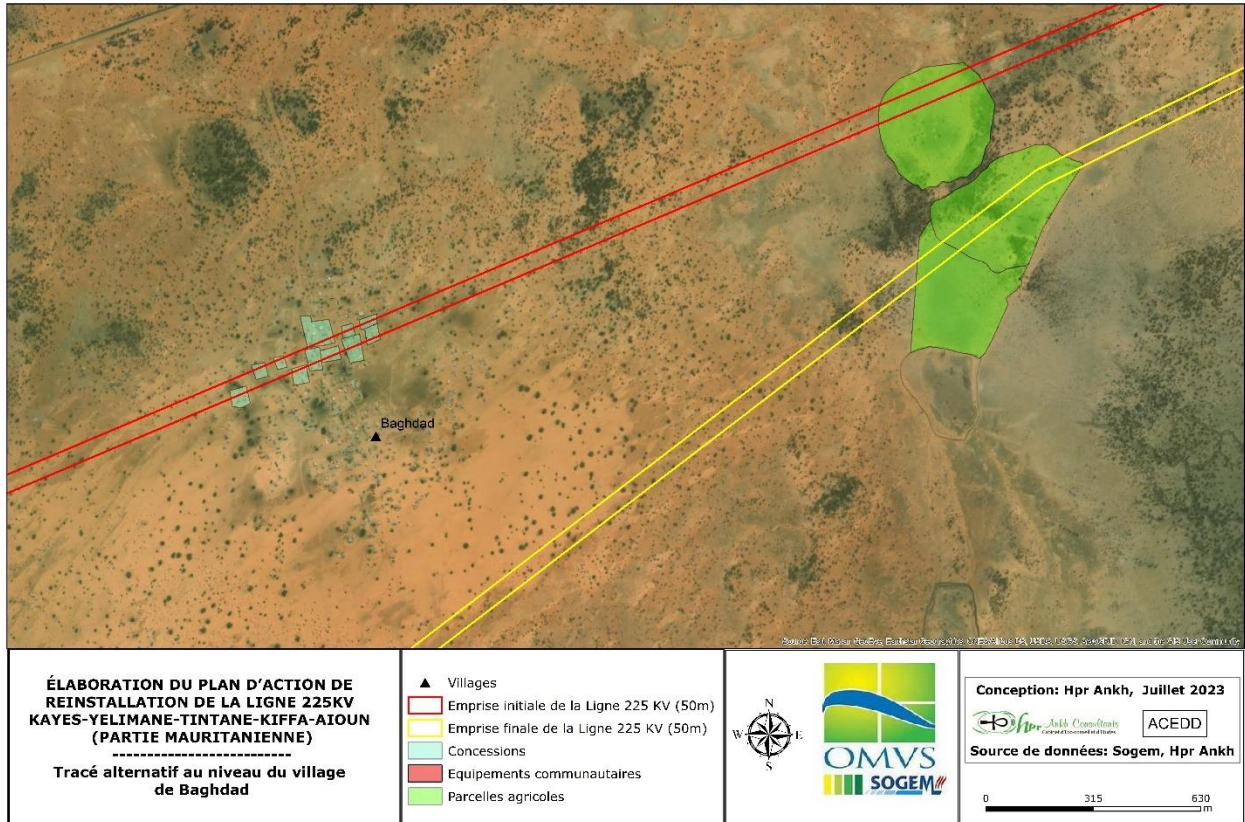 Baghdad
ÉLABORATION DU PLAN D'ACTION DE
REINSTALLATION DE LA LIGNE 225KV
KAYES-YELIMANE-TINTANE-KIFFA-AIOUN
(PARTIE MAURITANIENNE)
---------------------------
Tracé alternatif au niveau du village
de Baghdad
Villages
Emprise initiale de la Ligne 225 KV (50m)
Emprise finale de la Ligne 225 KV (50m)
Concessions
Equipements communautaires
Parcelles agricoles
N
W E
S
OMVS
SOGEM
Conception: Hpr Ankh, Juillet 2023
hpr Ankh Consultants
ACEDD
Source de données: Sogem, Hpr Ankh
0 315 630
m